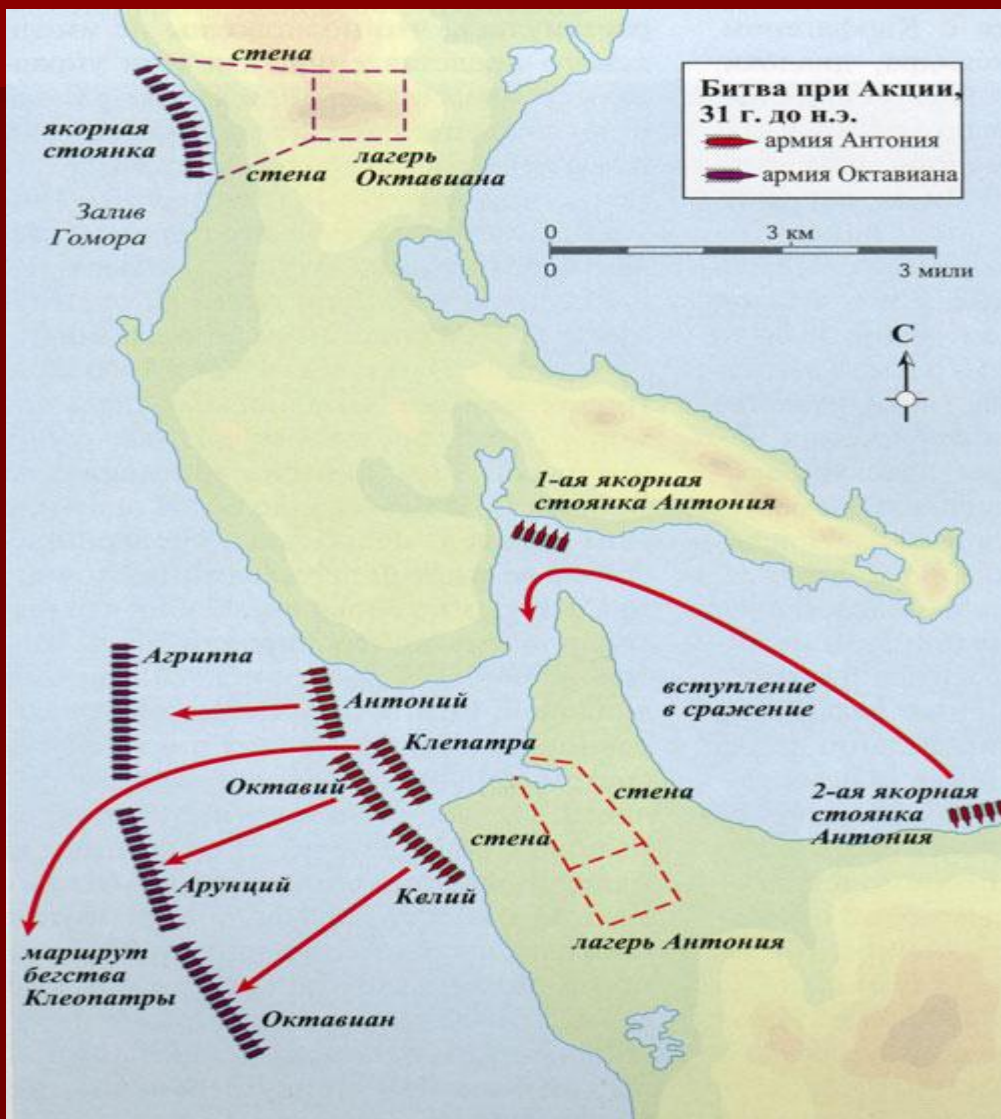 стена
якорная
стоянка
стена
лагерь
Октавиана
Залив
Гомора
Битва при Акции,
31 г. до н.э.
армия Антония
армия Октавиана
0
3 км
0
3 мили
С
1-ая якорная
стоянка Антония
Агриппа
Антоний
Клепатра
Октавий
вступление
в сражение
стена
стена
2-ая якорная
стоянка
Антония
Арунций
Келий
лагерь Антония
маршрут
бегства
Клеопатры
Октавиан